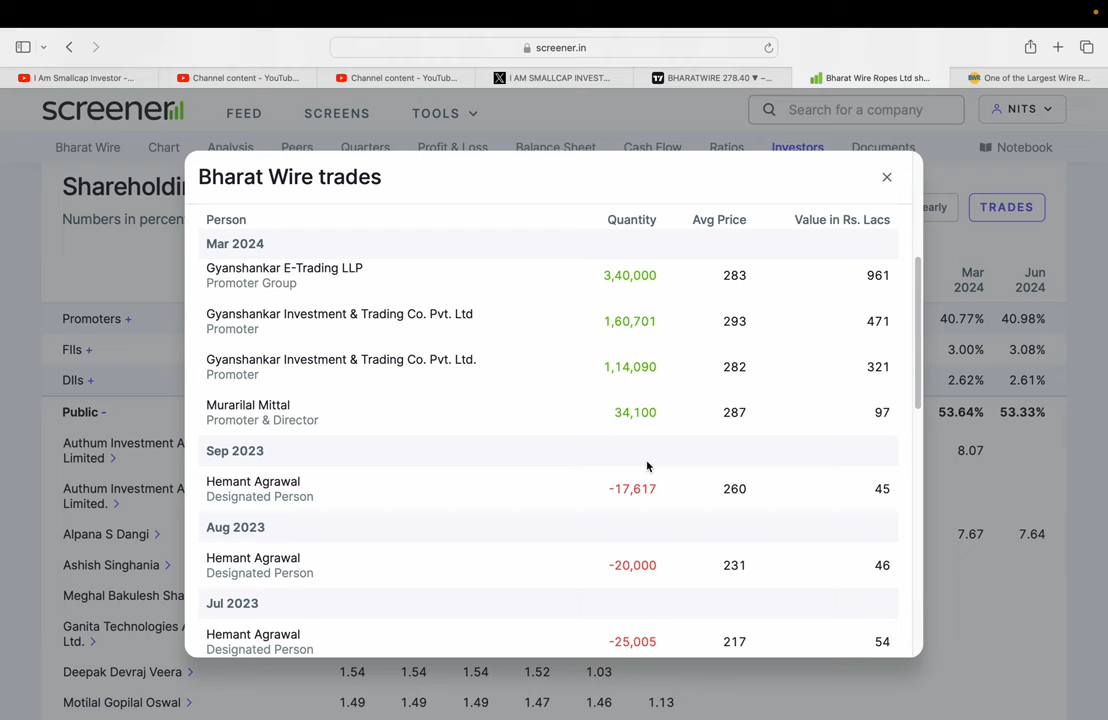 screener.in
I Am Smallcap Investor -...
Channel content - YouTub...
Channel content - YouTub...
I AM SMALLCAP INVEST...
BHARATWIRE 278.40 ▼ –...
Bharat Wire Ropes Ltd sh...
One of the Largest Wire R...
screener
FEED
SCREENS
TOOLS
Search for a company
NITS
Bharat Wire
Chart
Analysis
Peers
Quarters
Profit & Loss
Balance Sheet
Cash Flow
Ratios
Investors
Documents
Notebook
Shareholdi
Numbers in percen
early
TRADES
Bharat Wire trades
Person Quantity Avg Price Value in Rs. Lacs
Mar 2024
Gyanshankar E-Trading LLP
Promoter Group
3,40,000 283 961
Gyanshankar Investment & Trading Co. Pvt. Ltd
Promoter
1,60,701 293 471
Gyanshankar Investment & Trading Co. Pvt. Ltd.
Promoter
1,14,090 282 321
Murarilal Mittal
Promoter & Director
34,100 287 97
Sep 2023
Hemant Agrawal
Designated Person
-17,617 260 45
Aug 2023
Hemant Agrawal
Designated Person
-20,000 231 46
Jul 2023
Hemant Agrawal
Designated Person
-25,005 217 54
Mar 2024 Jun 2024
Promoters + 40.77% 40.98%
FIIs + 3.00% 3.08%
DIIs + 2.62% 2.61%
Public - 53.64% 53.33%
Authum Investment A
Limited > 8.07
Authum Investment A
Limited. >
Alpana S Dangi > 7.67 7.64
Ashish Singhania >
Meghal Bakulesh Sha
Ganita Technologies
Ltd. >
Deepak Devraj Veera > 1.54 1.54 1.54 1.52 1.03
Motilal Gopilal Oswal > 1.49 1.49 1.49 1.47 1.46 1.13